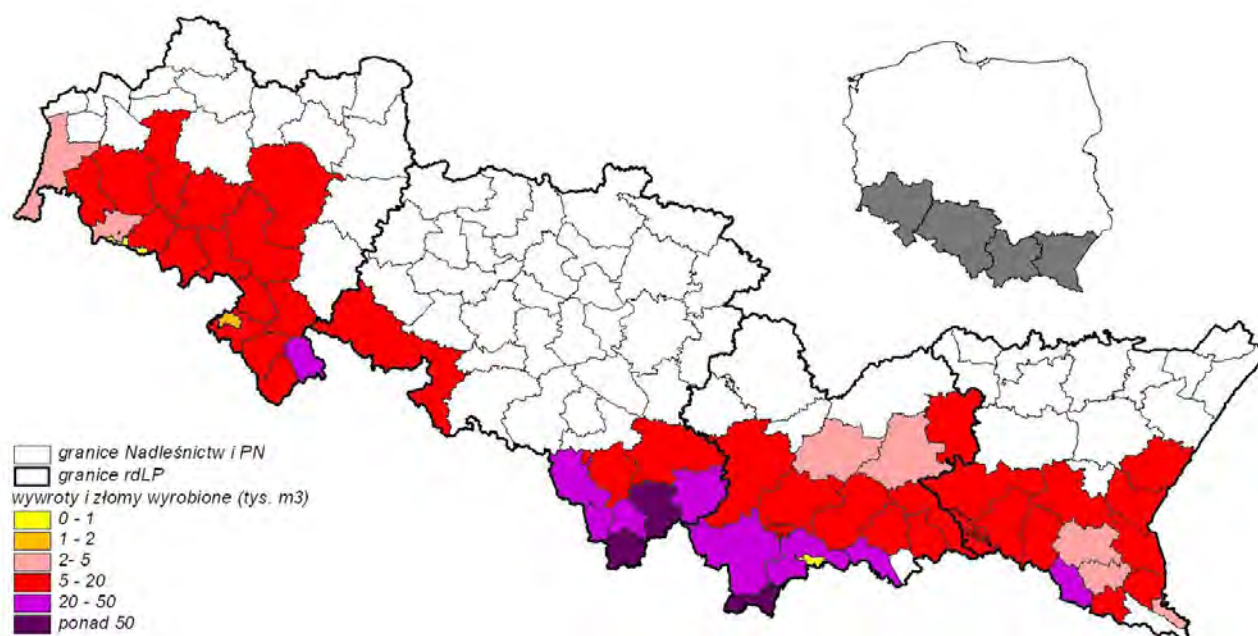 granice Nadleśnictw i PN
granice rdLP
wywroty i złomy wyrobione (tys. m3)
0 - 1
1 - 2
2- 5
5 - 20
20 - 50
ponad 50